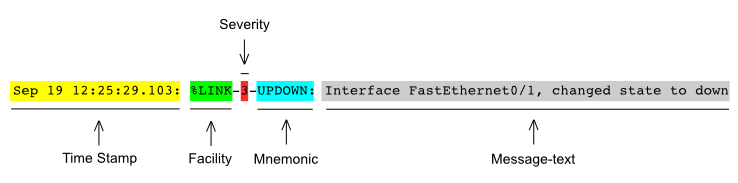 Severity
Sep 19 12:25:29.103: %LINK-3-UPDOWN: Interface FastEthernet0/1, changed state to down
Time Stamp Facility Mnemonic Message-text